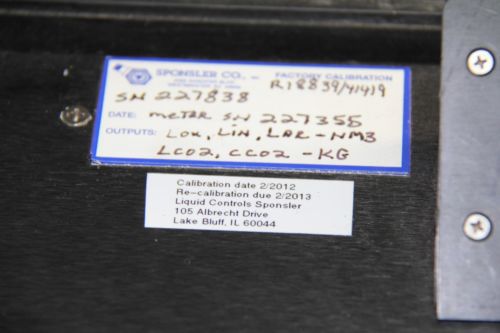 SPONSLER CO., INC. FACTORY CALIBRATION
SN 227838 R18839/41419
DATE: METER SN 227355
OUTPUTS: LOX, LIN, LAR - NM3
LCO2, CCO2 - KG
Calibration date 2/2012
Re-calibration due 2/2013
Liquid Controls Sponsler
105 Albrecht Drive
Lake Bluff, IL 60044